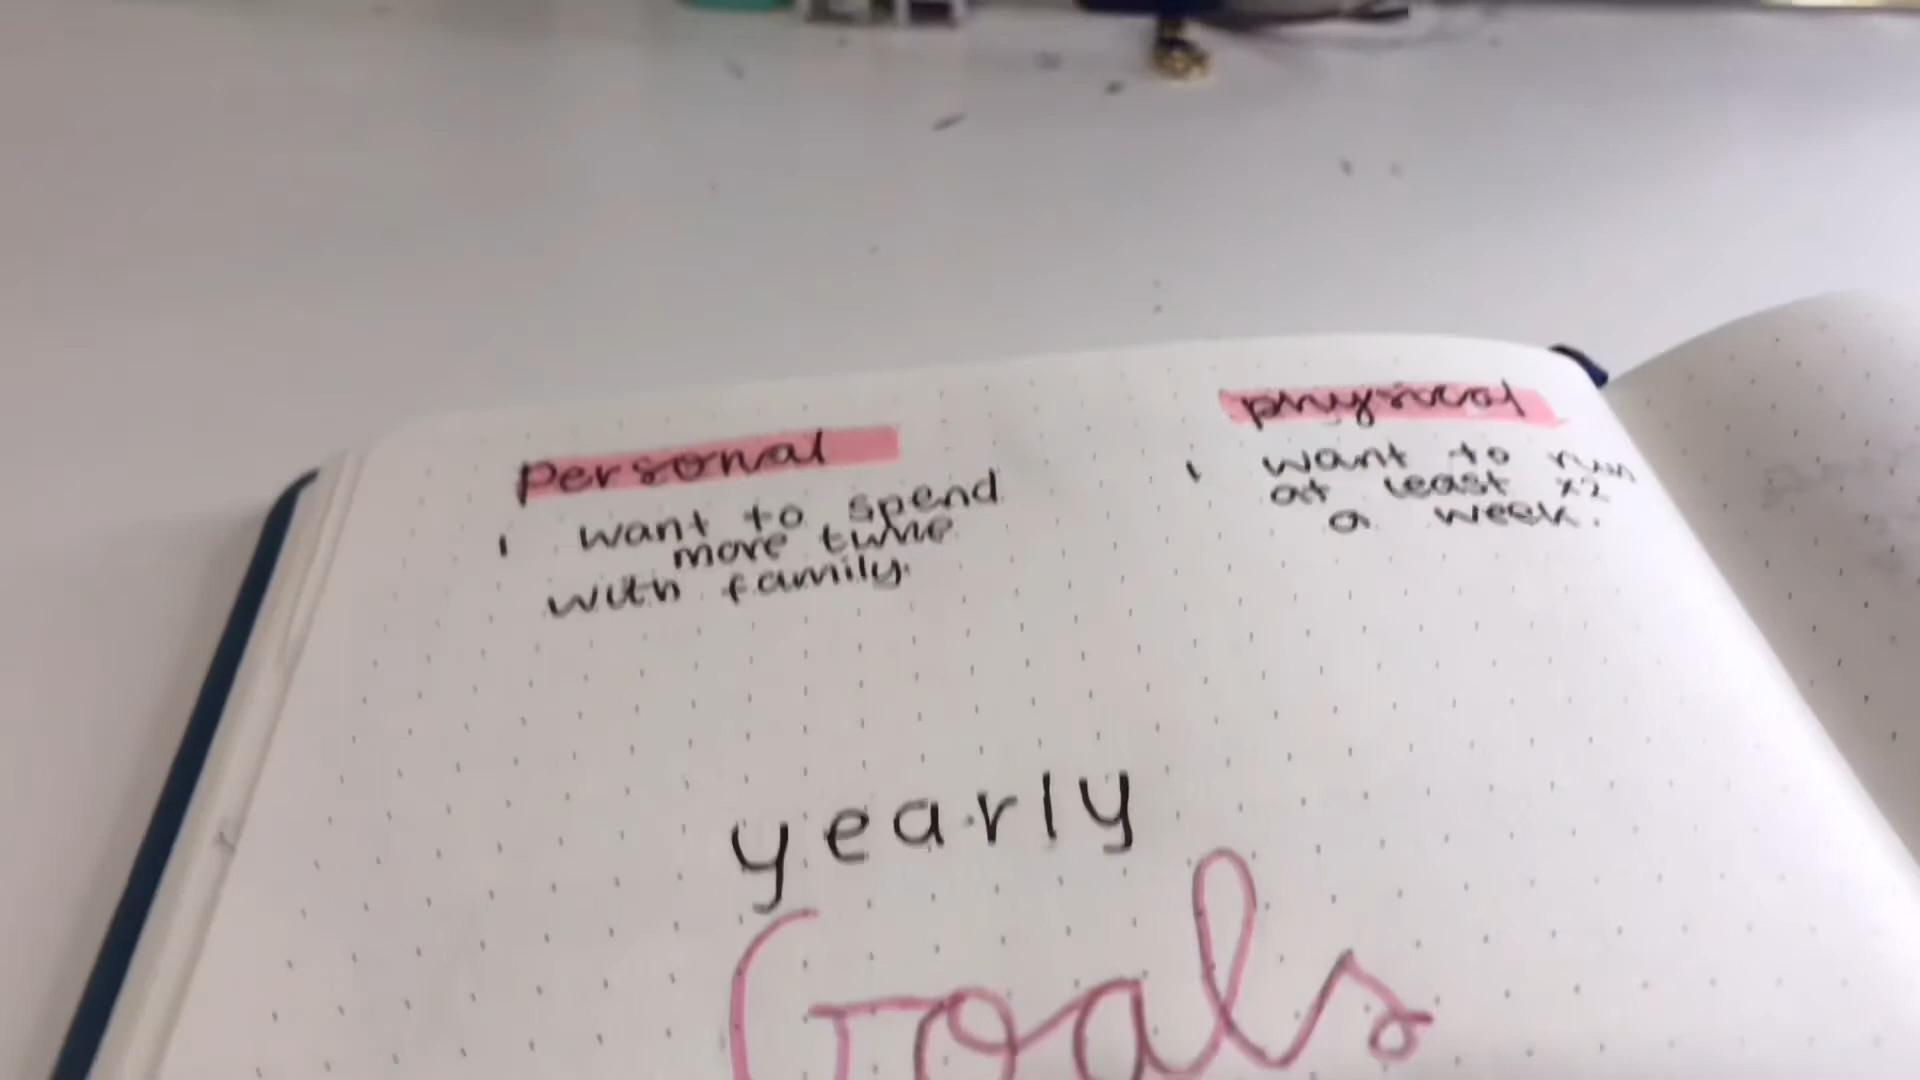 personal
i want to spend
more time
with family.
physical
i want to run
at least x2
a week.
yearly
Goals